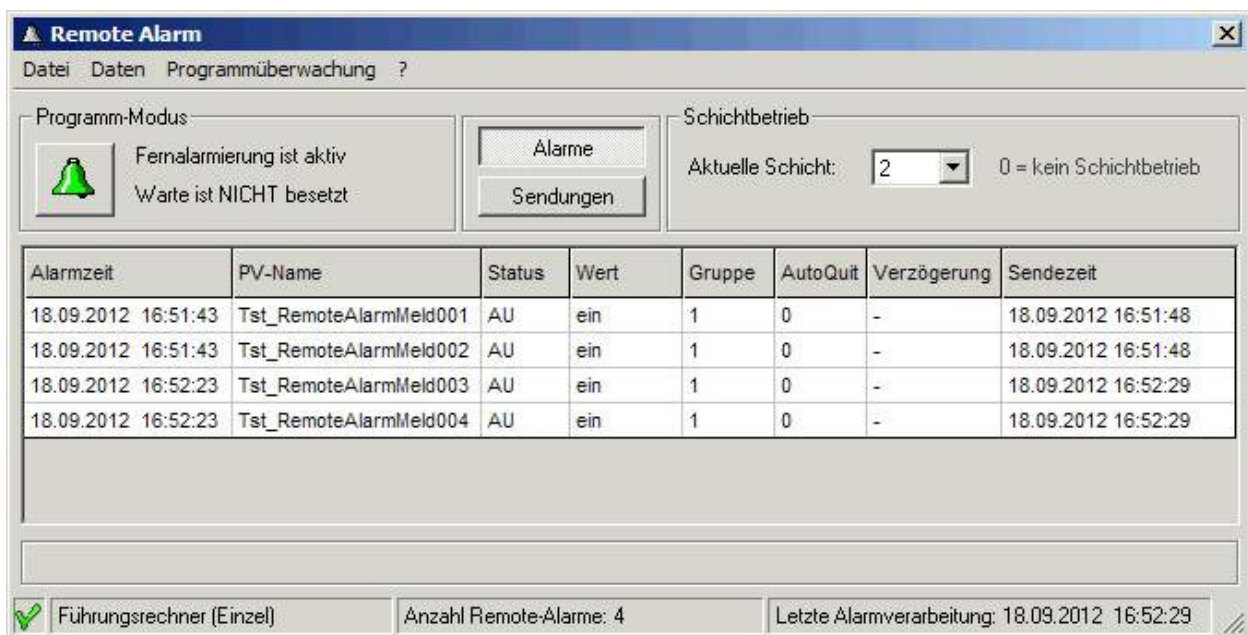 Remote Alarm
Datei Daten Programmüberwachung ?
Programm-Modus
Fernalarmierung ist aktiv
Warte ist NICHT besetzt
Alarme
Sendungen
Schichtbetrieb
Aktuelle Schicht: 2 0 = kein Schichtbetrieb
Alarmzeit PV-Name Status Wert Gruppe AutoQuit Verzögerung Sendezeit
18.09.2012 16:51:43 Tst_RemoteAlarmMeld001 AU ein 1 0 - 18.09.2012 16:51:48
18.09.2012 16:51:43 Tst_RemoteAlarmMeld002 AU ein 1 0 - 18.09.2012 16:51:48
18.09.2012 16:52:23 Tst_RemoteAlarmMeld003 AU ein 1 0 - 18.09.2012 16:52:29
18.09.2012 16:52:23 Tst_RemoteAlarmMeld004 AU ein 1 0 - 18.09.2012 16:52:29
Führungsrechner (Einzel) Anzahl Remote-Alarme: 4 Letzte Alarmverarbeitung: 18.09.2012 16:52:29